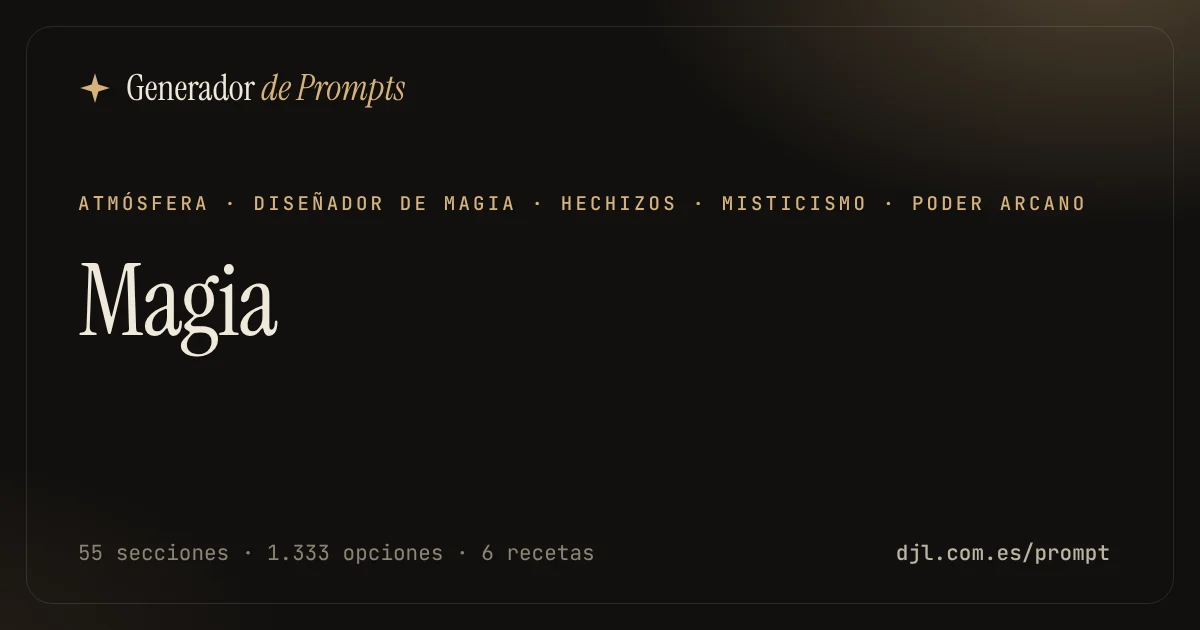 Generador de Prompts
ATMÓSFERA · DISEÑADOR DE MAGIA · HECHIZOS · MISTICISMO · PODER ARCANO
Magia
55 secciones · 1.333 opciones · 6 recetas
djl.com.es/prompt